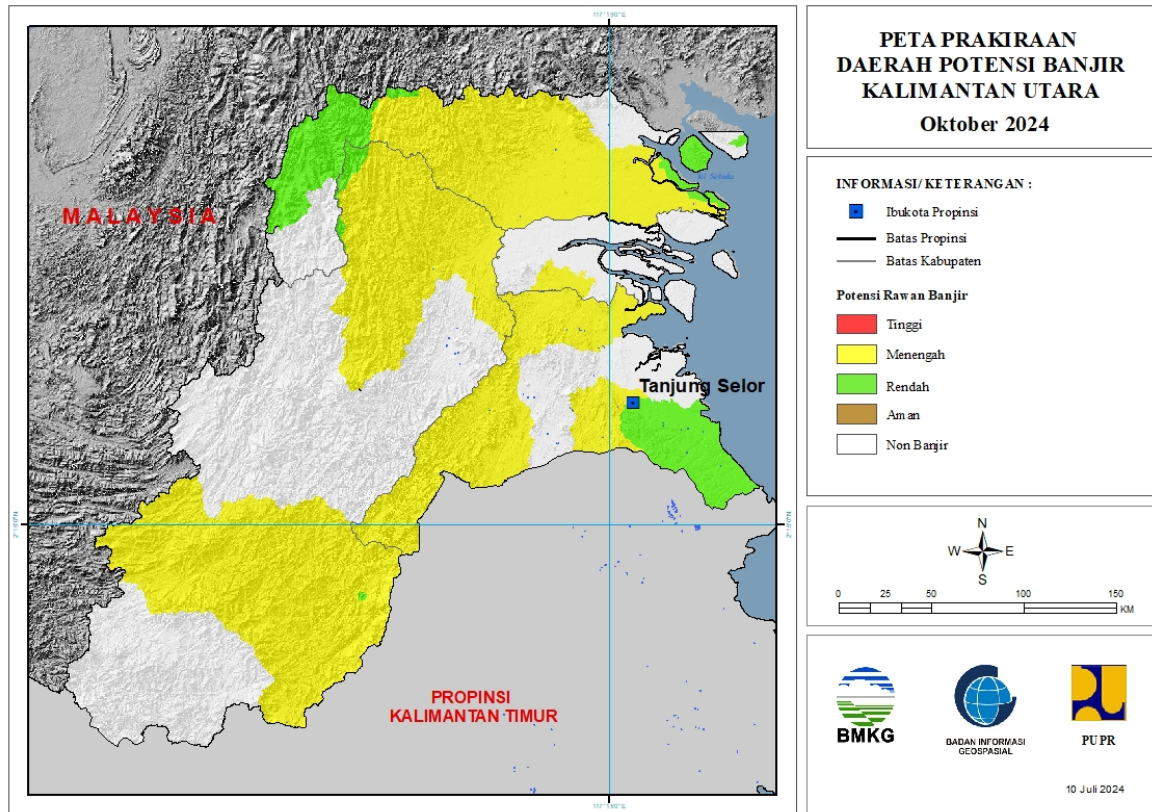 PETA PRAKIRAAN
DAERAH POTENSI BANJIR
KALIMANTAN UTARA
Oktober 2024
INFORMASI/ KETERANGAN :
Ibukota Propinsi
Batas Propinsi
Batas Kabupaten
Potensi Rawan Banjir
Tinggi
Menengah
Rendah
Aman
Non Banjir
N
W E
S
0 25 50 100 150
KM
BMKG
BADAN INFORMASI
GEOSPASIAL
PUPR
10 Juli 2024
MALAYSIA
Tanjung Selor
PROPINSI
KALIMANTAN TIMUR